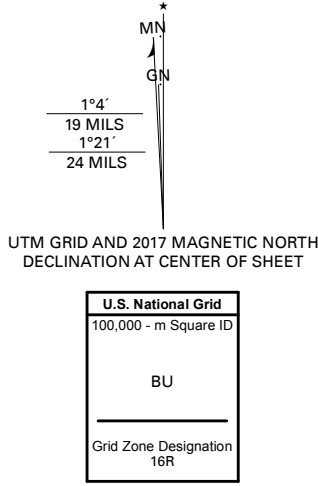 MN
GN
1°4´
19 MILS
1°21´
24 MILS
UTM GRID AND 2017 MAGNETIC NORTH
DECLINATION AT CENTER OF SHEET
U.S. National Grid
100,000 - m Square ID
BU
Grid Zone Designation
16R